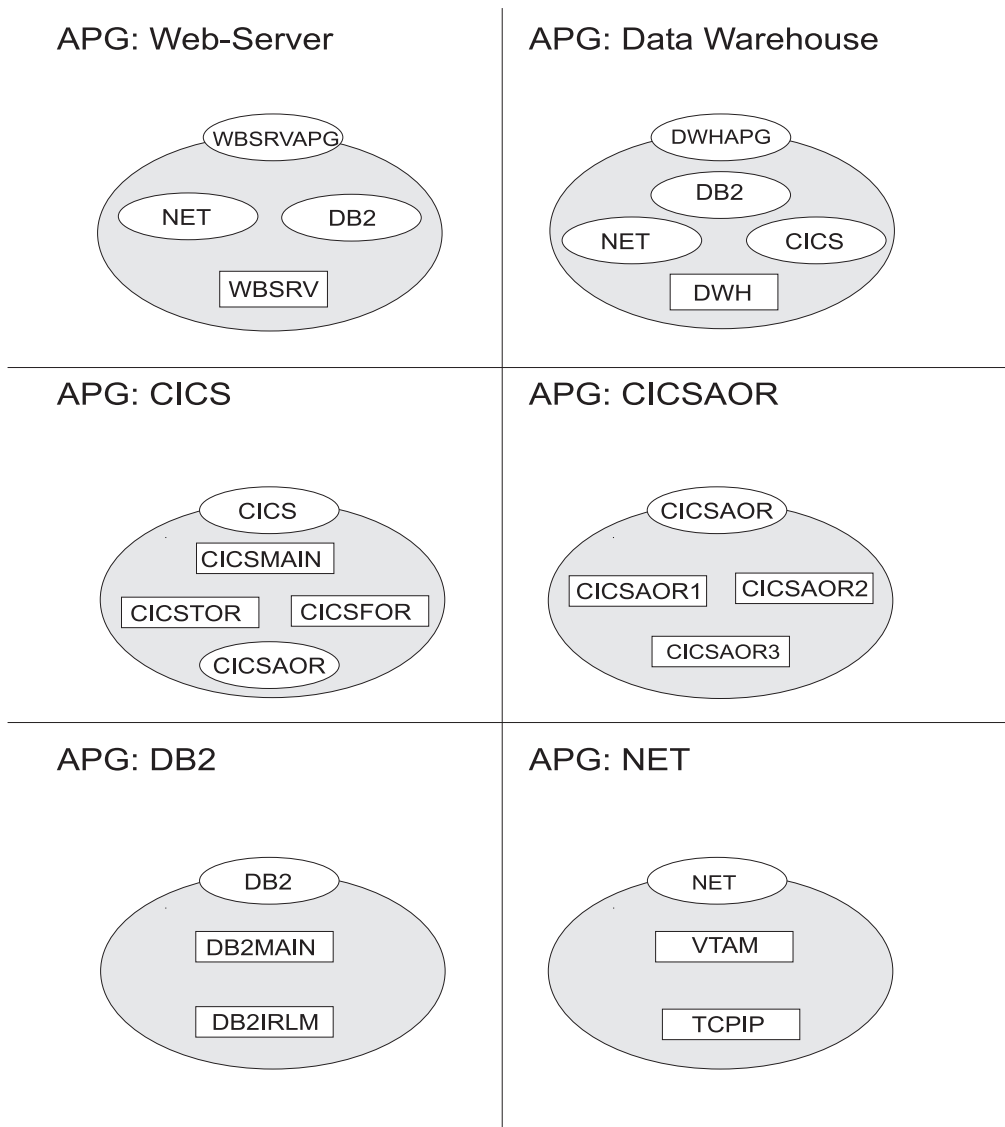 APG: Web-Server
WBSRVAPG
NET
DB2
WBSRV
APG: Data Warehouse
DWHAPG
DB2
NET
CICS
DWH
APG: CICS
CICS
CICSMAIN
CICSTOR
CICSFOR
CICSAOR
APG: CICSAOR
CICSAOR
CICSAOR1
CICSAOR2
CICSAOR3
APG: DB2
DB2
DB2MAIN
DB2IRLM
APG: NET
NET
VTAM
TCPIP